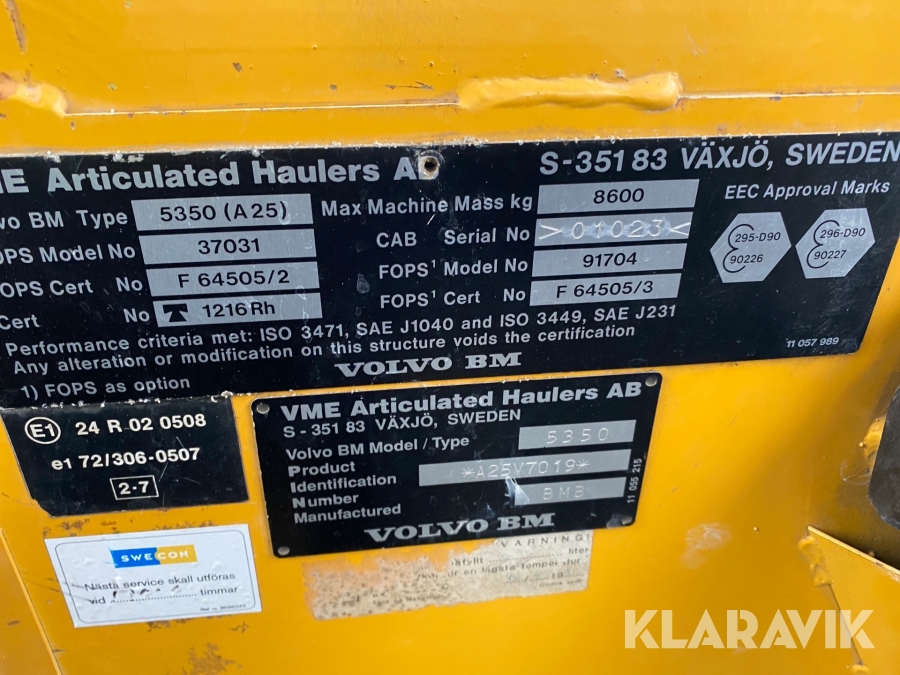 ME Articulated Haulers A S-351 83 VÄXJÖ, SWEDEN
vo BM Type 5350 (A25) Max Machine Mass kg 8600 EEC Approval Marks
OPS Model No 37031 CAB Serial No >01023<
OPS Cert No F 64505/2 FOPS¹ Model No 91704
Cert No T 1216Rh FOPS¹ Cert No F 64505/3
295-D90 296-D90
90226 90227
Performance criteria met: ISO 3471, SAE J1040 and ISO 3449, SAE J231
Any alteration or modification on this structure voids the certification
1) FOPS as option VOLVO BM 11 057 989
E1 24 R 02 0508
e1 72/306-0507
2-7
VME Articulated Haulers AB
S-351 83 VÄXJÖ, SWEDEN
Volvo BM Model/Type 5350
Product
Identification *A25V7019*
Number
Manufactured BMB
VOLVO BM
11 055 215
SWECON
Nästa service skall utföras
vid timmar
VARNING!
liter
en lägsta temper
KLARAVIK